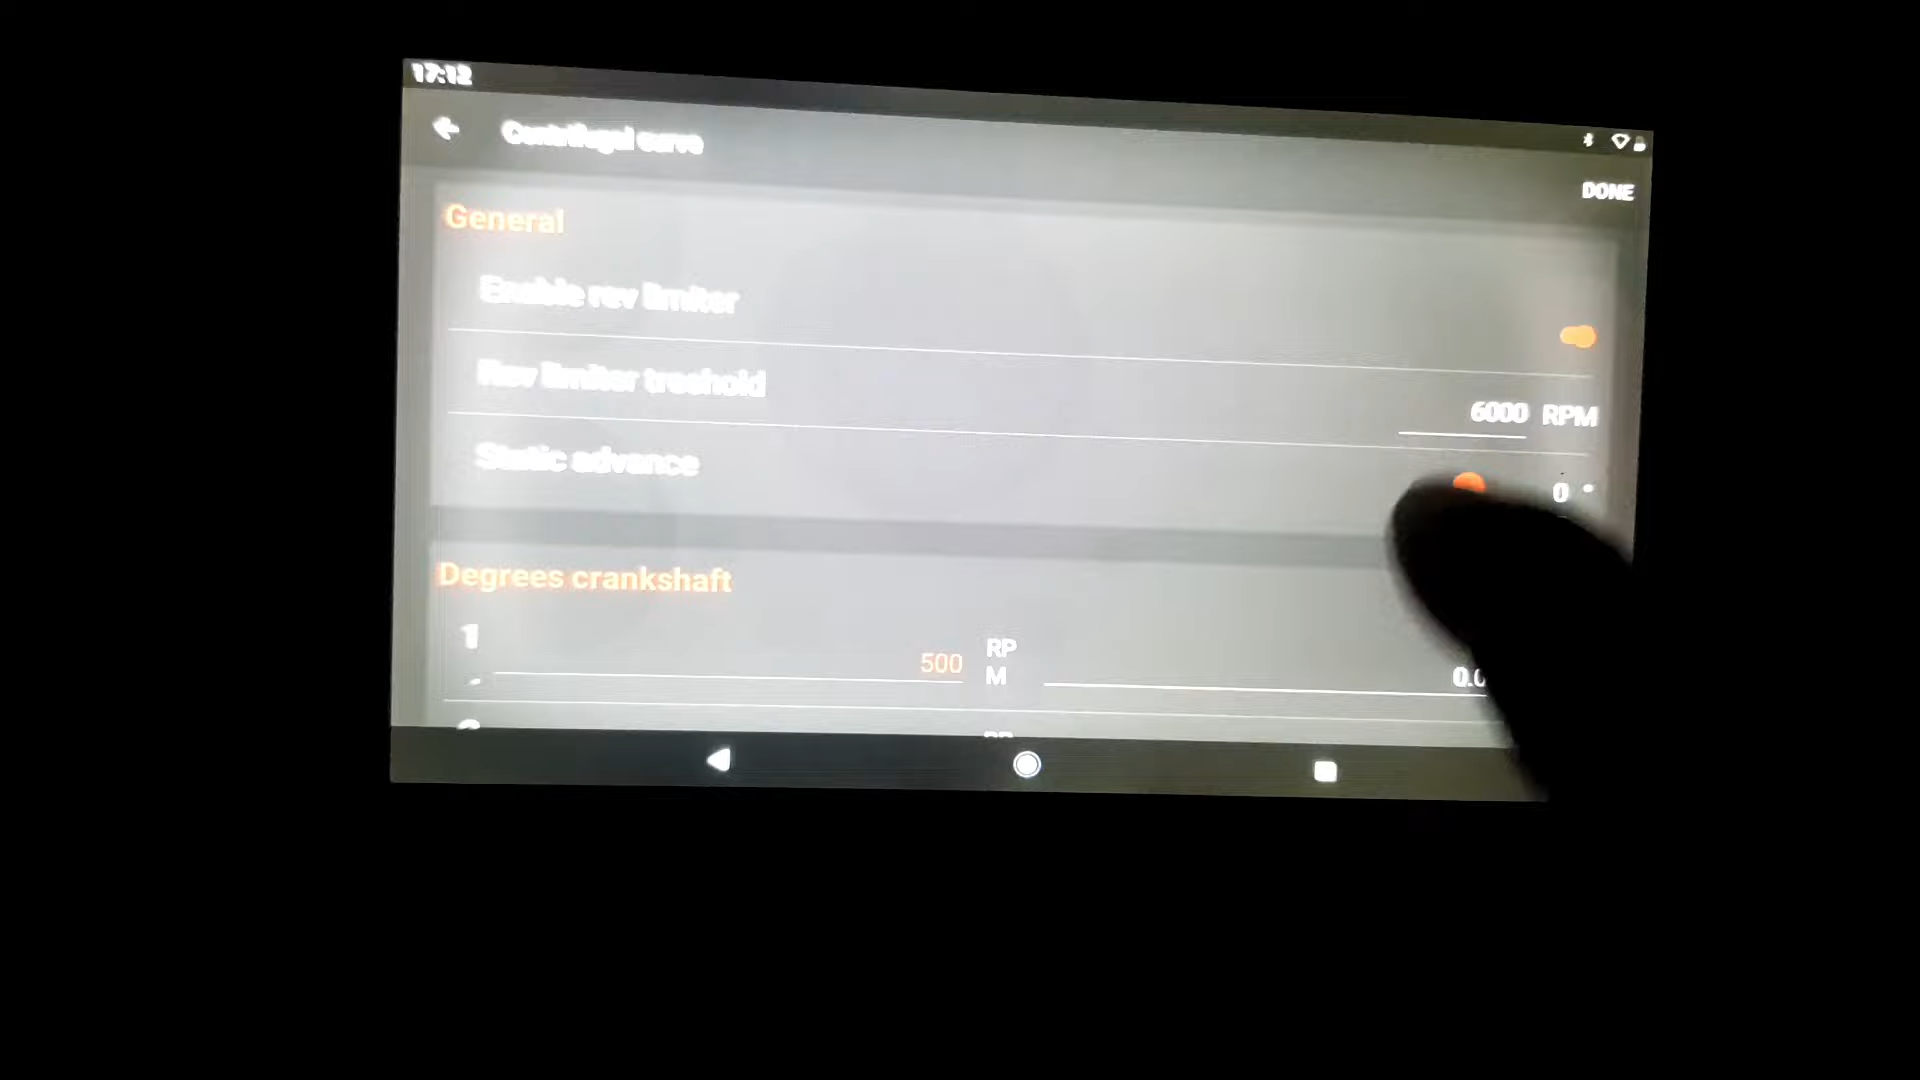 17:12
Centrifugal curve
DONE
General
Enable rev limiter
Rev limiter treshold
6000 RPM
Static advance
0 °
Degrees crankshaft
1
500
RP
M